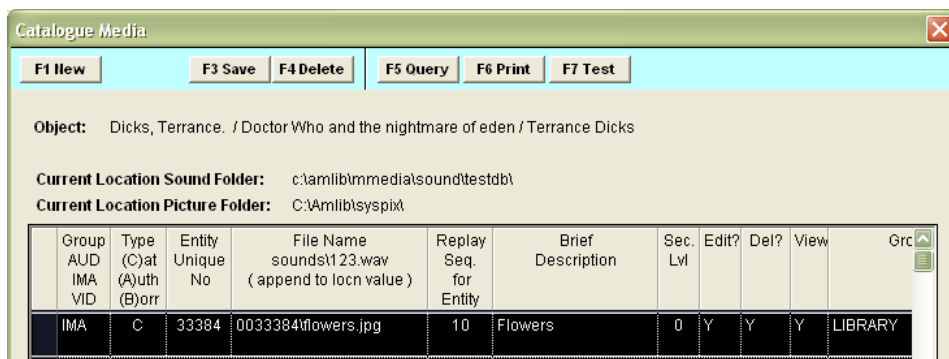 Catalogue Media
F1 New F3 Save F4 Delete F5 Query F6 Print F7 Test
Object: Dicks, Terrance. / Doctor Who and the nightmare of eden / Terrance Dicks
Current Location Sound Folder: c:\amlib\mmedia\sound\testdb\
Current Location Picture Folder: C:\Amlib\syspix\
Group Type Entity File Name Replay Brief Sec. Edit? Del? View Grc
AUD (C)at Unique sounds\123.wav Seq. Description Lvl
IMA (A)uth No ( append to locn value ) for
VID (B)orr Entity
IMA C 33384 0033384\flowers.jpg 10 Flowers 0 Y Y Y LIBRARY